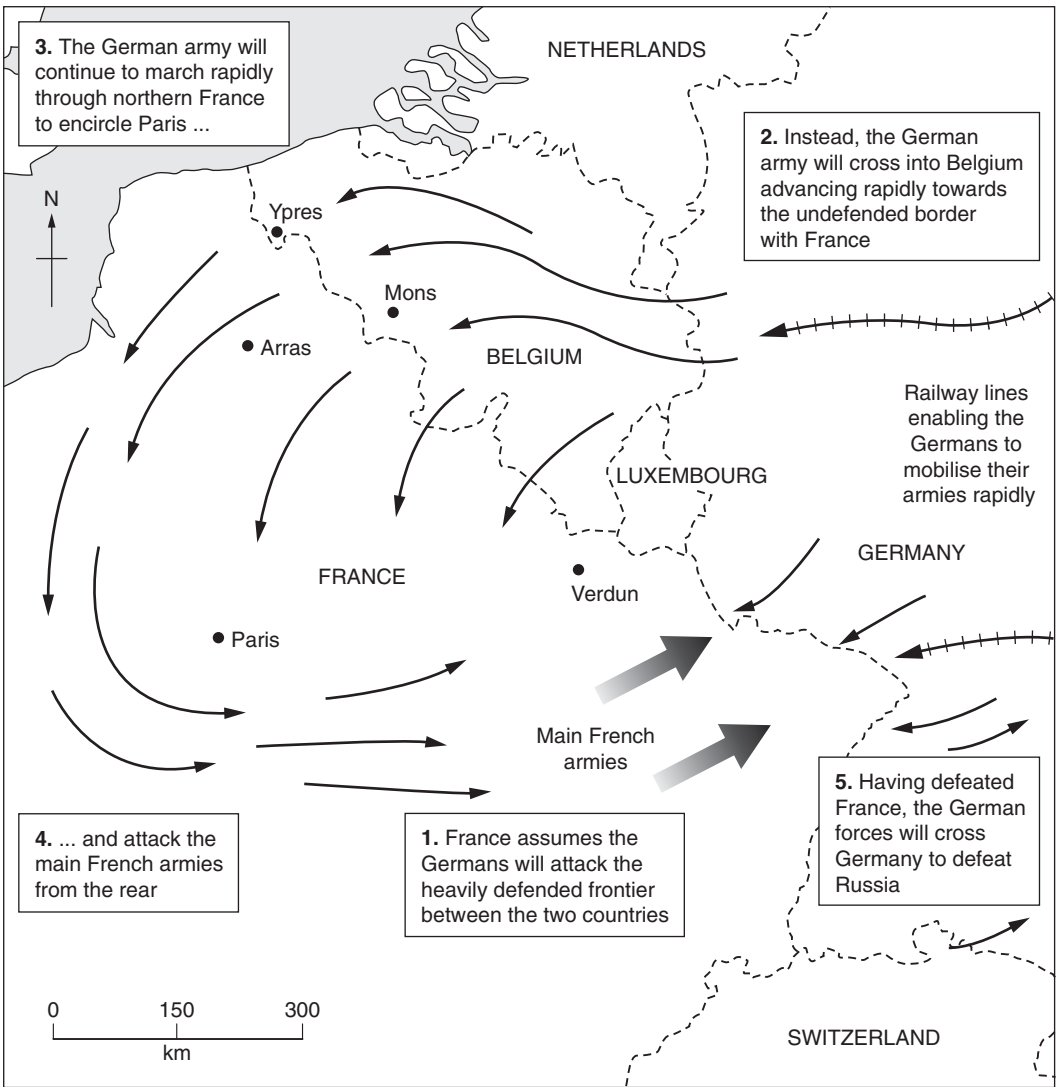 3. The German army will
continue to march rapidly
through northern France
to encircle Paris ...
NETHERLANDS
2. Instead, the German
army will cross into Belgium
advancing rapidly towards
the undefended border
with France
N
Ypres
Mons
Arras
BELGIUM
Railway lines
enabling the
Germans to
mobilise their
armies rapidly
LUXEMBOURG
GERMANY
FRANCE
Verdun
Paris
Main French
armies
5. Having defeated
France, the German
forces will cross
Germany to defeat
Russia
4. ... and attack the
main French armies
from the rear
1. France assumes the
Germans will attack the
heavily defended frontier
between the two countries
0 150 300
km
SWITZERLAND